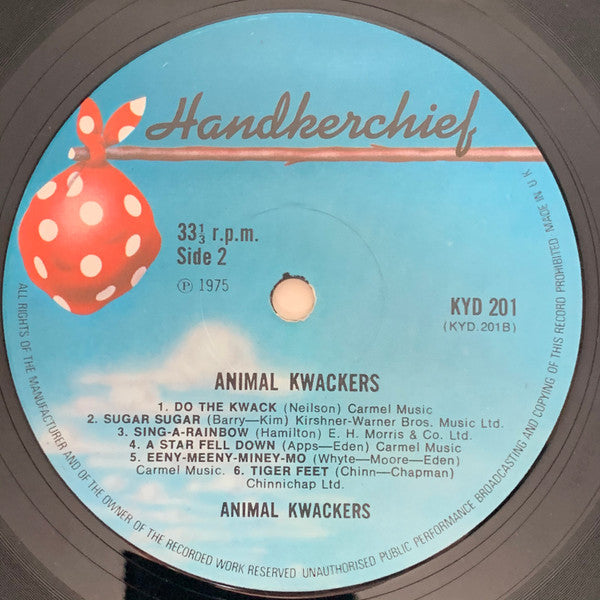 Handkerchief
33⅓ r.p.m.
Side 2
Ⓟ 1975
KYD 201
(KYD. 201B)
ANIMAL KWACKERS
1. DO THE KWACK (Neilson) Carmel Music
2. SUGAR SUGAR (Barry—Kim) Kirshner-Warner Bros. Music Ltd.
3. SING-A-RAINBOW (Hamilton) E. H. Morris & Co. Ltd.
4. A STAR FELL DOWN (Apps—Eden) Carmel Music
5. EENY-MEENY-MINEY-MO (Whyte—Moore—Eden)
Carmel Music. 6. TIGER FEET (Chinn—Chapman)
Chinnichap Ltd.
ANIMAL KWACKERS
ALL RIGHTS OF THE MANUFACTURER AND OF THE OWNER OF THE RECORDED WORK RESERVED UNAUTHORISED PUBLIC PERFORMANCE BROADCASTING AND COPYING OF THIS RECORD PROHIBITED. MADE IN U.K.